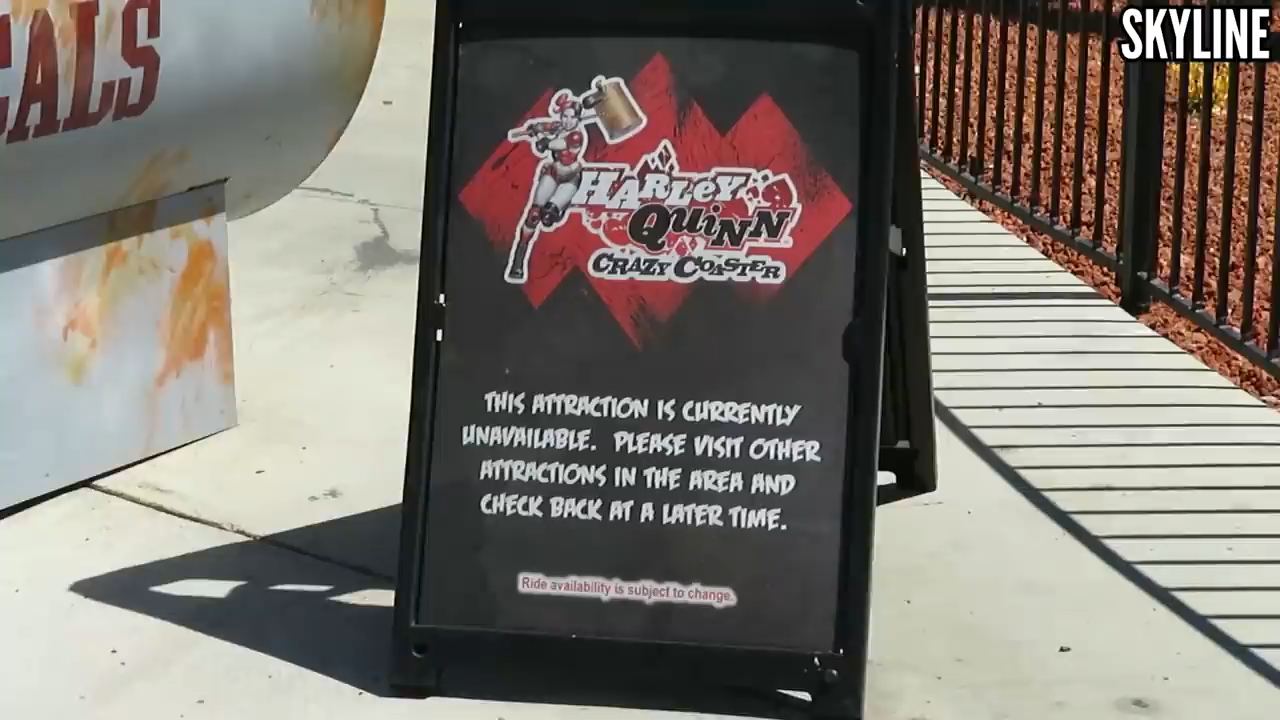 SKYLINE
CALS
HARLEY
QUINN
CRAZY COASTER
THIS ATTRACTION IS CURRENTLY
UNAVAILABLE. PLEASE VISIT OTHER
ATTRACTIONS IN THE AREA AND
CHECK BACK AT A LATER TIME.
Ride availability is subject to change.